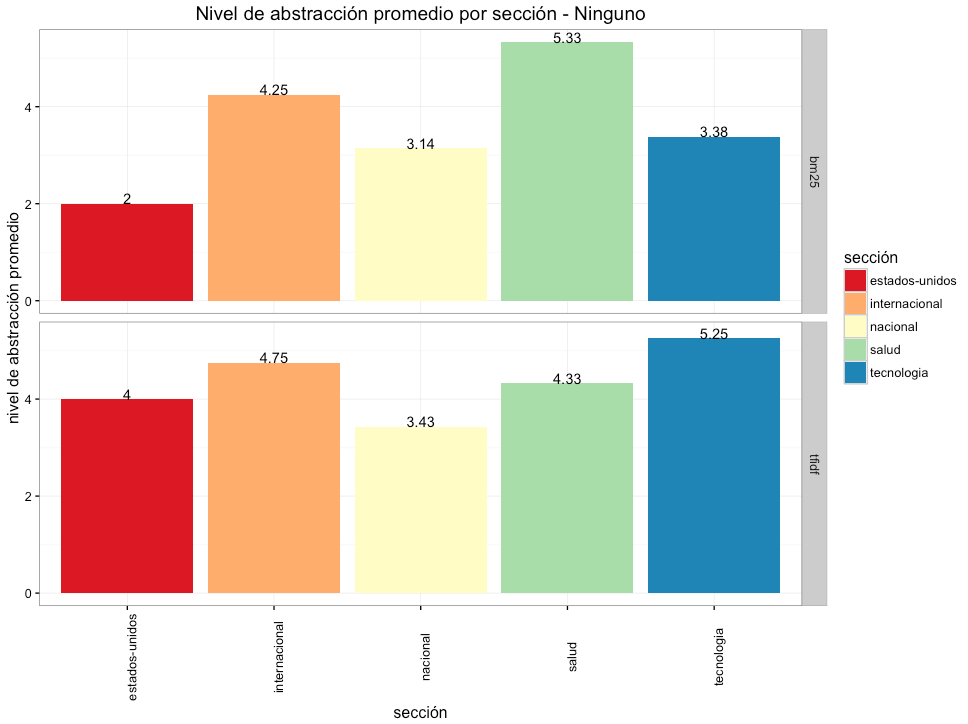 Nivel de abstracción promedio por sección - Ninguno
nivel de abstracción promedio
4
2
0
2
4.25
3.14
5.33
3.38
bm25
4
2
0
4
4.75
3.43
4.33
5.25
tfidf
estados-unidos
internacional
nacional
salud
tecnologia
sección
sección
estados-unidos
internacional
nacional
salud
tecnologia